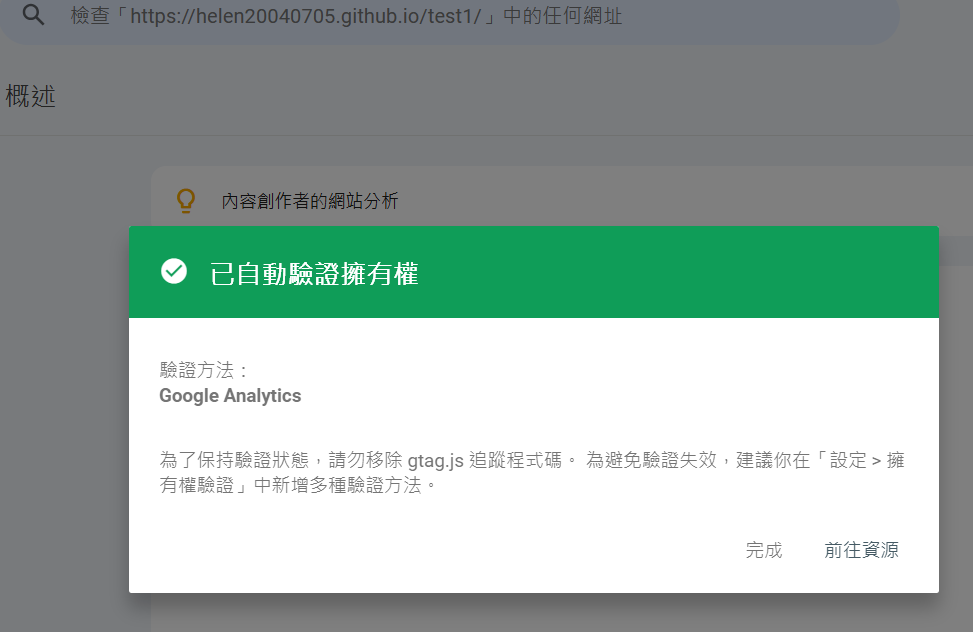 檢查「https://helen20040705.github.io/test1/」中的任何網址
概述
內容創作者的網站分析
已自動驗證擁有權
驗證方法：
Google Analytics
為了保持驗證狀態，請勿移除 gtag.js 追蹤程式碼。 為避免驗證失效，建議你在「設定 > 擁
有權驗證」中新增多種驗證方法。
完成 前往資源